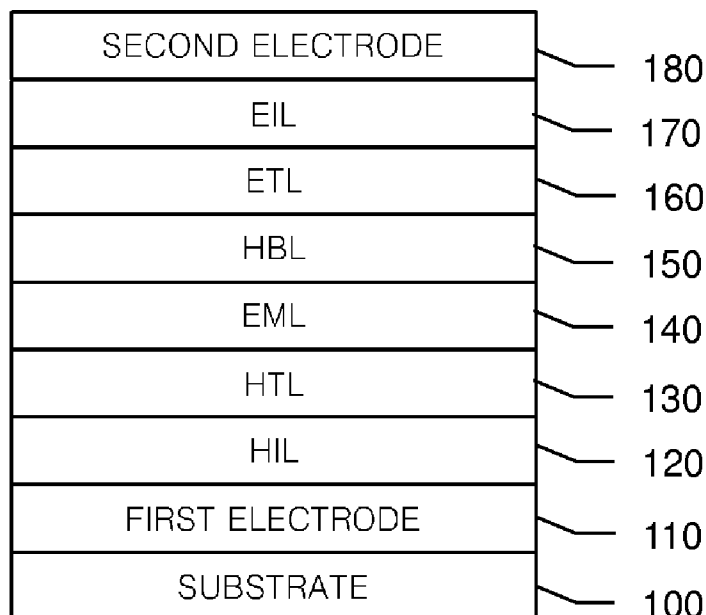 SECOND ELECTRODE 180
EIL 170
ETL 160
HBL 150
EML 140
HTL 130
HIL 120
FIRST ELECTRODE 110
SUBSTRATE 100